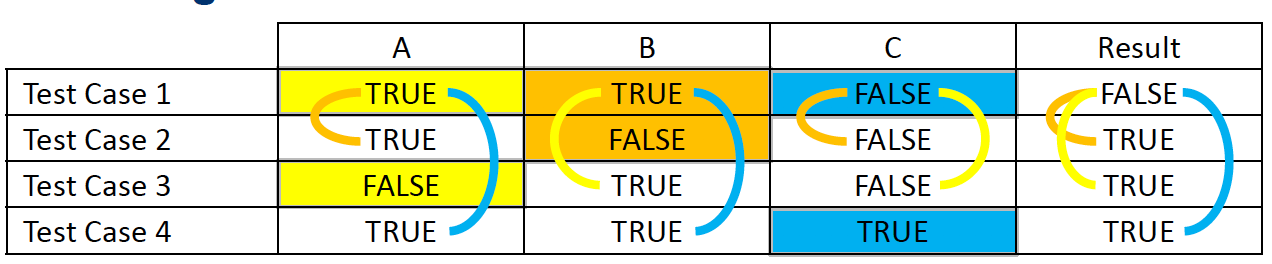 A B C Result
Test Case 1 TRUE TRUE FALSE FALSE
Test Case 2 TRUE FALSE FALSE TRUE
Test Case 3 FALSE TRUE FALSE TRUE
Test Case 4 TRUE TRUE TRUE TRUE